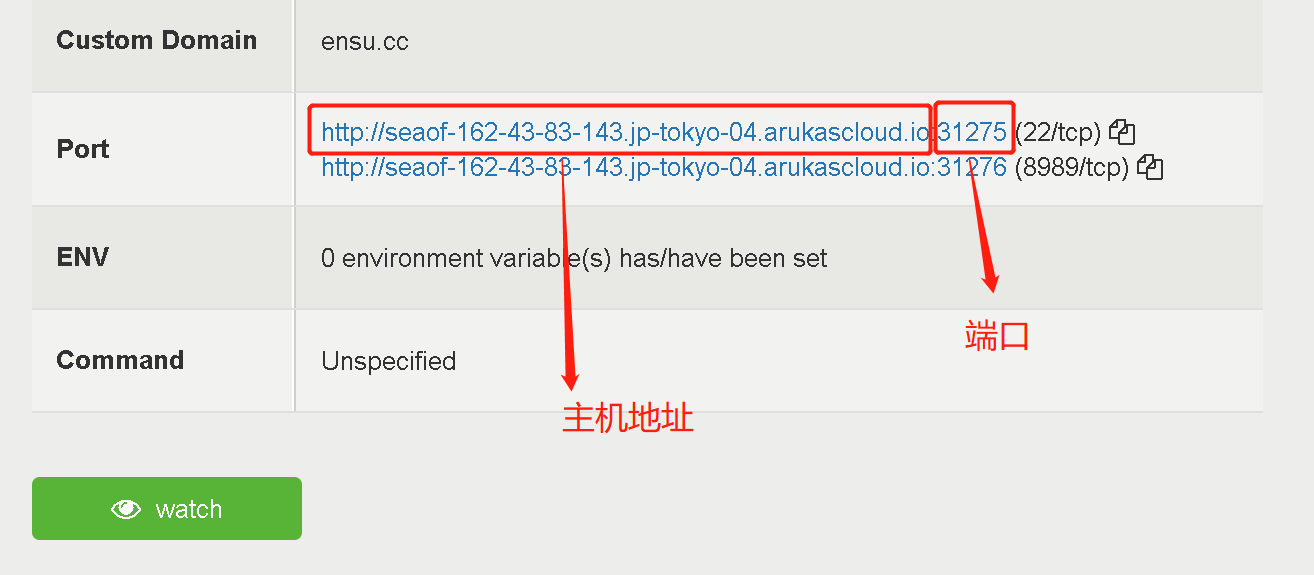 Custom Domain ensu.cc
Port http://seaof-162-43-83-143.jp-tokyo-04.arukascloud.io:31275 (22/tcp)
http://seaof-162-43-83-143.jp-tokyo-04.arukascloud.io:31276 (8989/tcp)
ENV 0 environment variable(s) has/have been set
端口
Command Unspecified
主机地址
watch